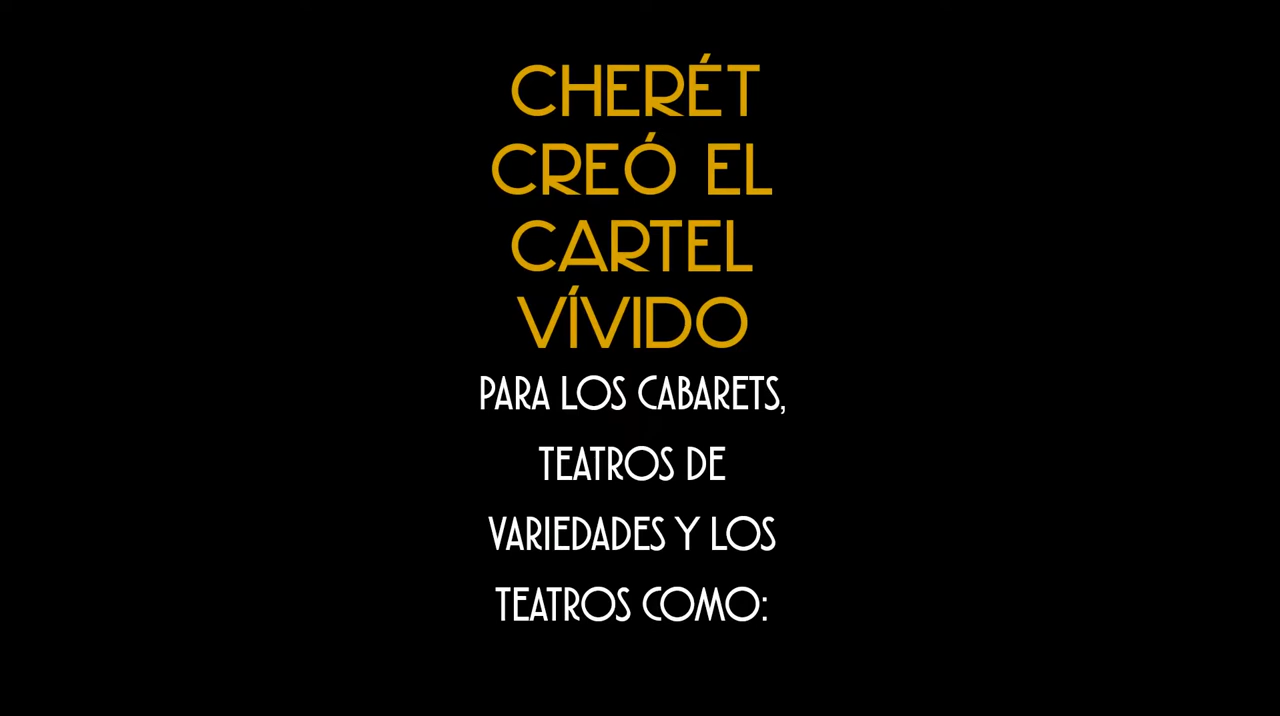 CHERÉT
CREÓ EL
CARTEL
VÍVIDO
PARA LOS CABARETS,
TEATROS DE
VARIEDADES Y LOS
TEATROS COMO: